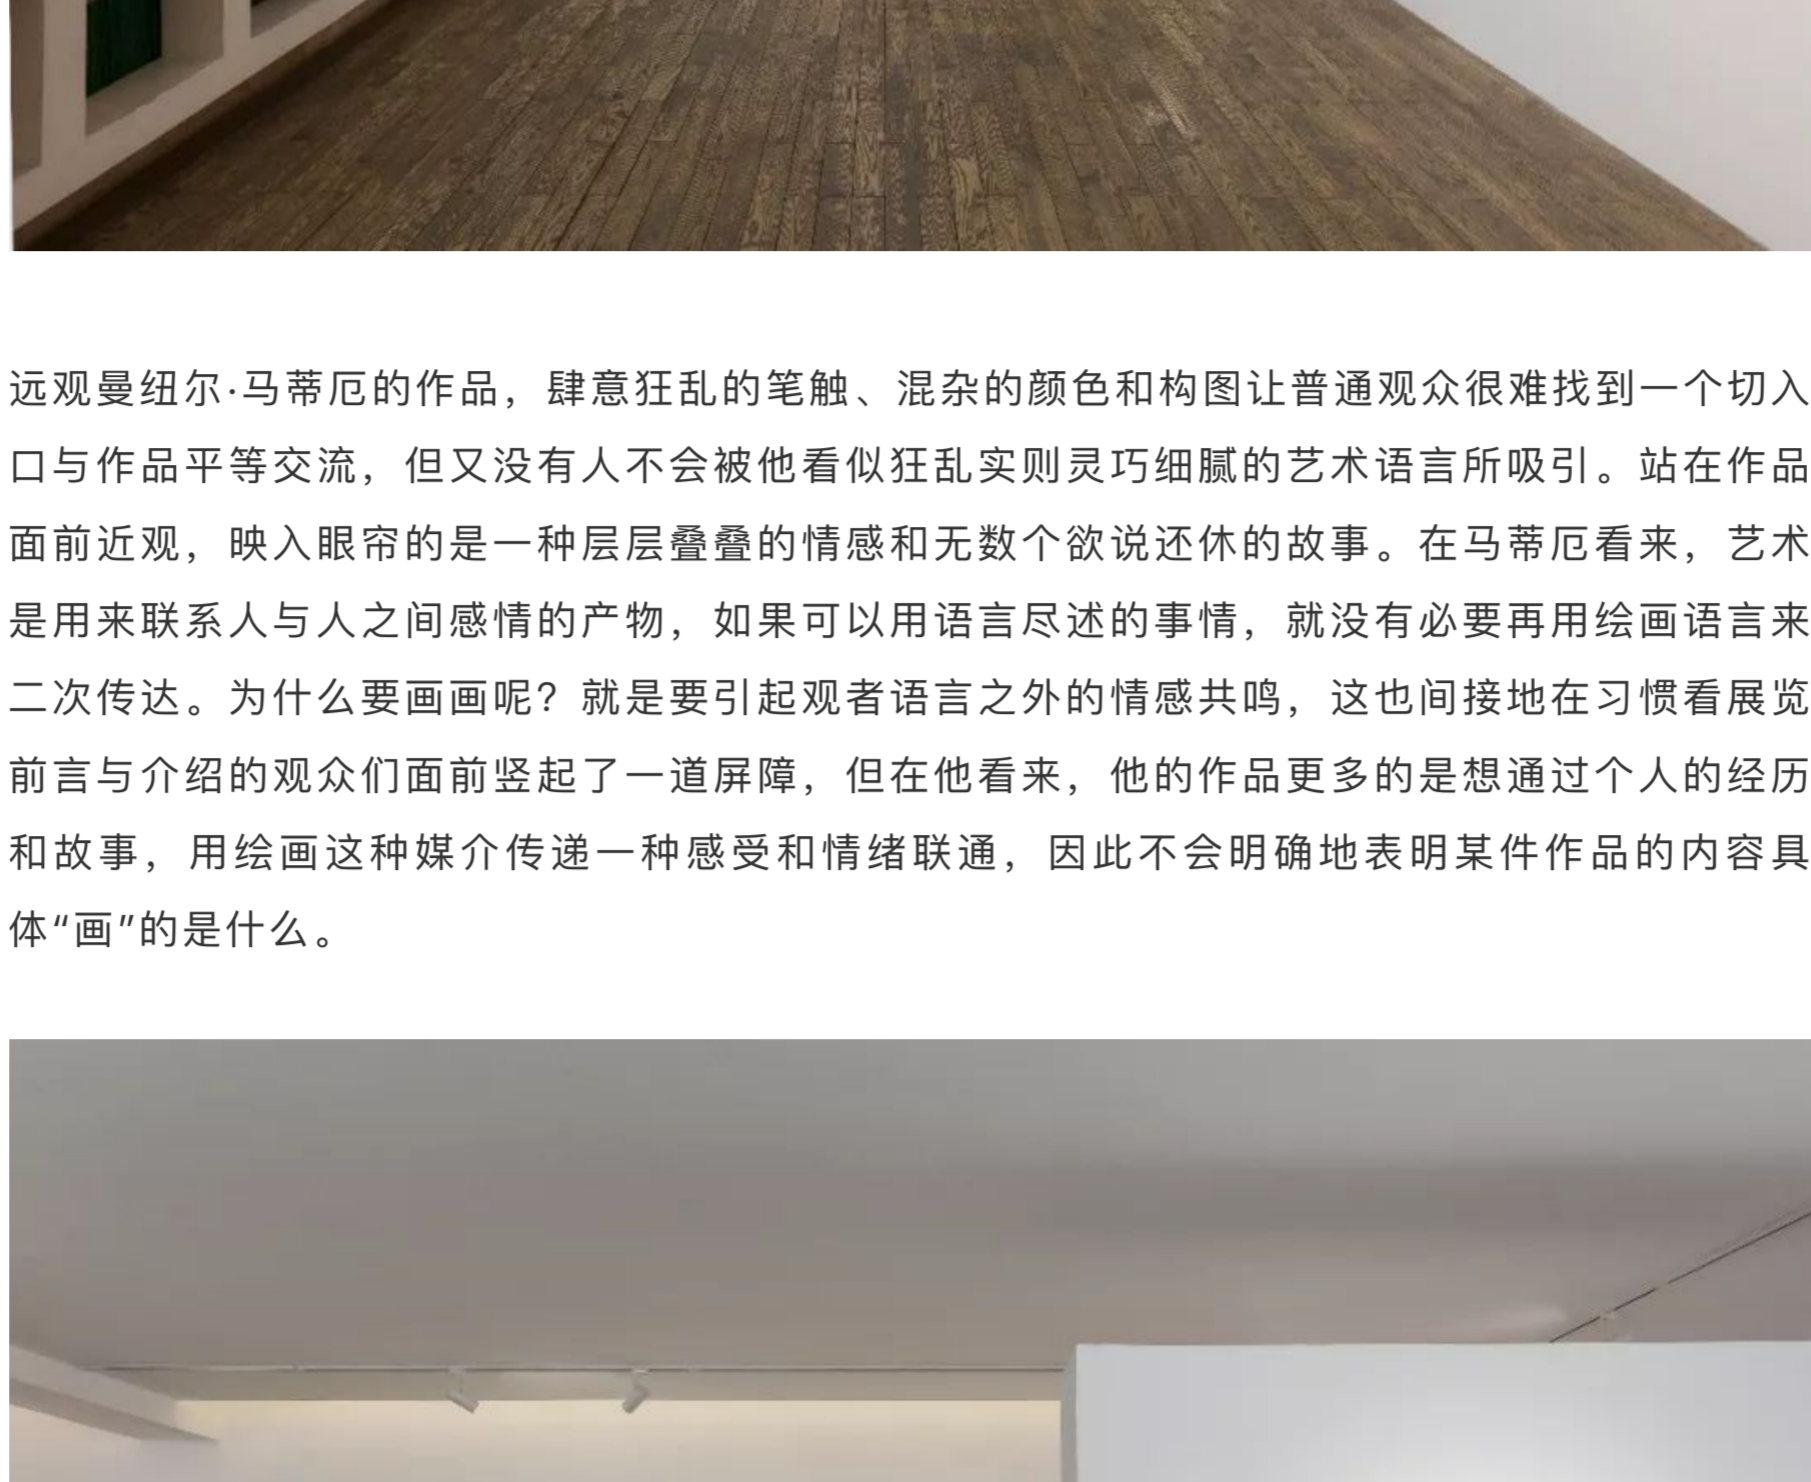 远观曼纽尔·马蒂厄的作品，肆意狂乱的笔触、混杂的颜色和构图让普通观众很难找到一个切入
口与作品平等交流，但又没有人不会被他看似狂乱实则灵巧细腻的艺术语言所吸引。站在作品
面前近观，映入眼帘的是一种层层叠叠的情感和无数个欲说还休的故事。在马蒂厄看来，艺术
是用来联系人与人之间感情的产物，如果可以用语言尽述的事情，就没有必要再用绘画语言来
二次传达。为什么要画画呢？就是要引起观者语言之外的情感共鸣，这也间接地在习惯看展览
前言与介绍的观众们面前竖起了一道屏障，但在他看来，他的作品更多的是想通过个人的经历
和故事，用绘画这种媒介传递一种感受和情绪联通，因此不会明确地表明某件作品的内容具
体“画”的是什么。